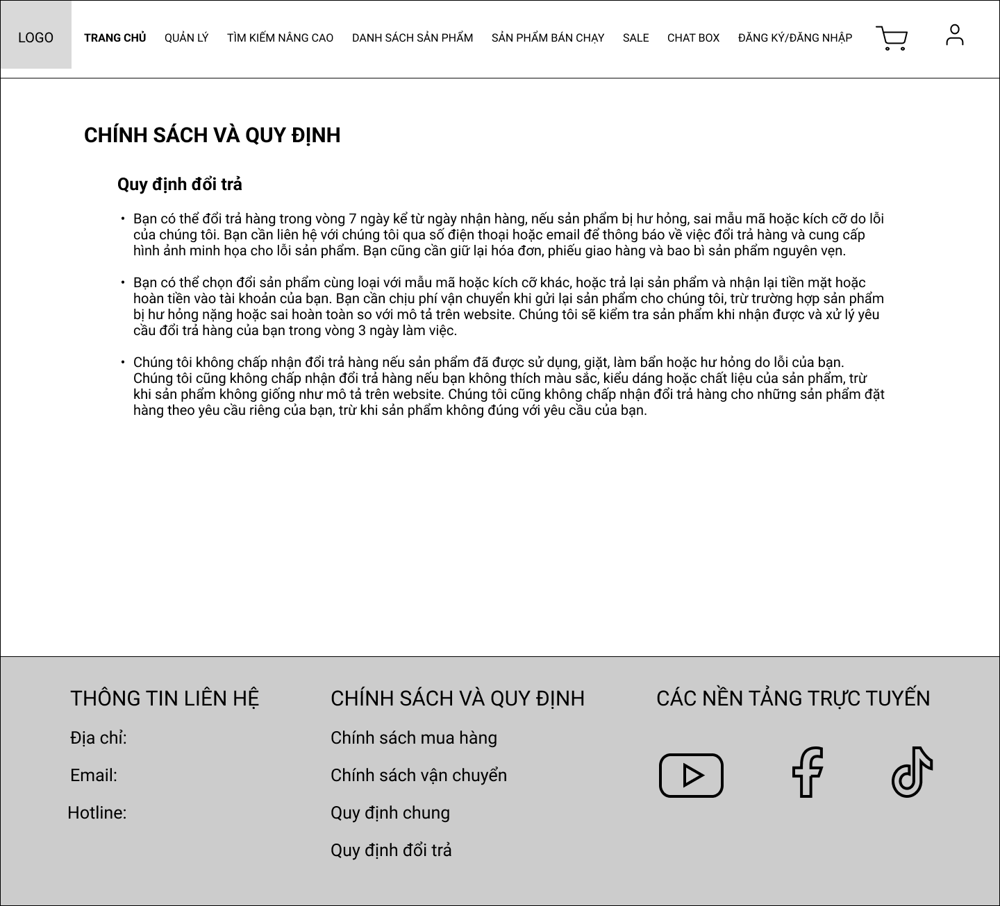 LOGO
TRANG CHỦ QUẢN LÝ TÌM KIẾM NÂNG CAO DANH SÁCH SẢN PHẨM SẢN PHẨM BÁN CHẠY SALE CHAT BOX ĐĂNG KÝ/ĐĂNG NHẬP
CHÍNH SÁCH VÀ QUY ĐỊNH
Quy định đổi trả
• Bạn có thể đổi trả hàng trong vòng 7 ngày kể từ ngày nhận hàng, nếu sản phẩm bị hư hỏng, sai mẫu mã hoặc kích cỡ do lỗi
của chúng tôi. Bạn cần liên hệ với chúng tôi qua số điện thoại hoặc email để thông báo về việc đổi trả hàng và cung cấp
hình ảnh minh họa cho lỗi sản phẩm. Bạn cũng cần giữ lại hóa đơn, phiếu giao hàng và bao bì sản phẩm nguyên vẹn.
• Bạn có thể chọn đổi sản phẩm cùng loại với mẫu mã hoặc kích cỡ khác, hoặc trả lại sản phẩm và nhận lại tiền mặt hoặc
hoàn tiền vào tài khoản của bạn. Bạn cần chịu phí vận chuyển khi gửi lại sản phẩm cho chúng tôi, trừ trường hợp sản phẩm
bị hư hỏng nặng hoặc sai hoàn toàn so với mô tả trên website. Chúng tôi sẽ kiểm tra sản phẩm khi nhận được và xử lý yêu
cầu đổi trả hàng của bạn trong vòng 3 ngày làm việc.
• Chúng tôi không chấp nhận đổi trả hàng nếu sản phẩm đã được sử dụng, giặt, làm bẩn hoặc hư hỏng do lỗi của bạn.
Chúng tôi cũng không chấp nhận đổi trả hàng nếu bạn không thích màu sắc, kiểu dáng hoặc chất liệu của sản phẩm, trừ
khi sản phẩm không giống như mô tả trên website. Chúng tôi cũng không chấp nhận đổi trả hàng cho những sản phẩm đặt
hàng theo yêu cầu riêng của bạn, trừ khi sản phẩm không đúng với yêu cầu của bạn.
THÔNG TIN LIÊN HỆ
Địa chỉ:
Email:
Hotline:
CHÍNH SÁCH VÀ QUY ĐỊNH
Chính sách mua hàng
Chính sách vận chuyển
Quy định chung
Quy định đổi trả
CÁC NỀN TẢNG TRỰC TUYẾN